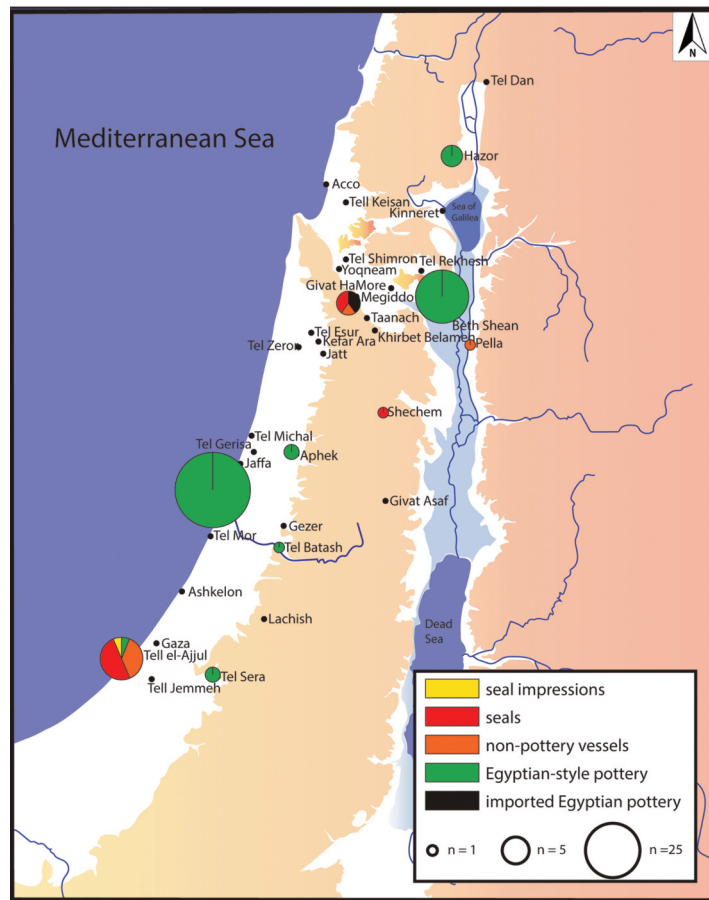 N
Tel Dan
Mediterranean Sea
Hazor
Acco
Tell Keisan
Kinneret
Sea of
Galilea
Tel Shimron
Tel Rekhesh
Yoqneam
Givat HaMore
Megiddo
Taanach
Beth Shean
Tel Esur
Khirbet Belameh
Kefar Ara
Pella
Tel Zeror
Jatt
Shechem
Tel Michal
Tel Gerisa
Aphek
Jaffa
Givat Asaf
Gezer
Tel Mor
Tel Batash
Ashkelon
Lachish
Dead
Sea
Gaza
Tell el-Ajjul
Tel Sera
Tell Jemmeh
seal impressions
seals
non-pottery vessels
Egyptian-style pottery
imported Egyptian pottery
n = 1 n = 5 n =25